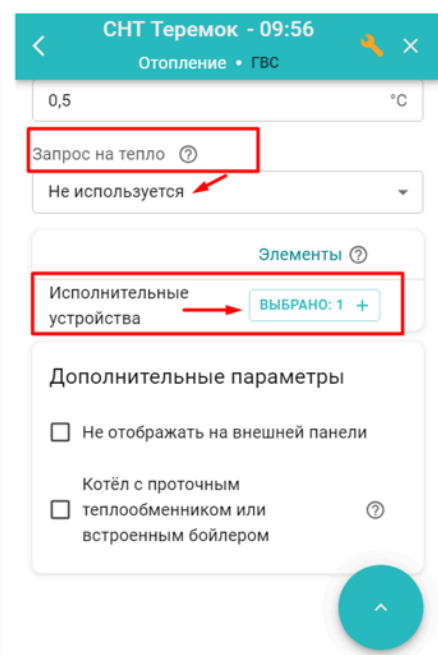 СНТ Теремок - 09:56
Отопление • ГВС
0,5 °C
Запрос на тепло ?
Не используется
Элементы ?
Исполнительные
устройства
ВЫБРАНО: 1 +
Дополнительные параметры
Не отображать на внешней панели
Котёл с проточным
теплообменником или ?
встроенным бойлером